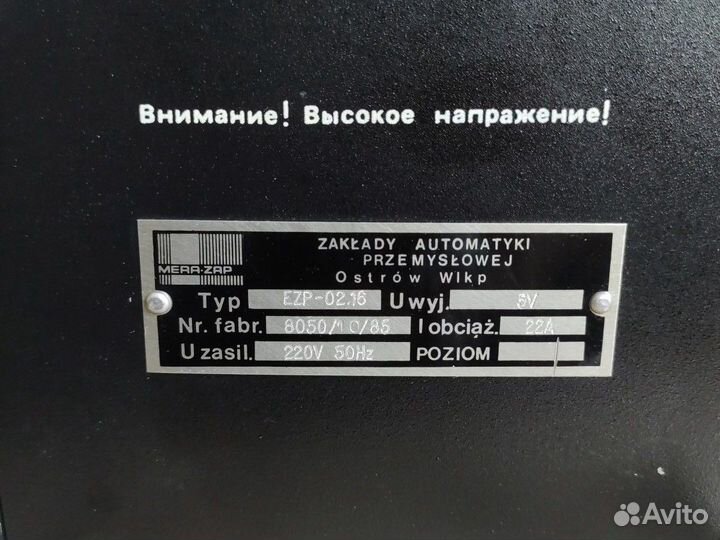 Внимание! Высокое напражение!
MERA-ZAP
ZAKŁADY AUTOMATYKI
PRZEMYSŁOWEJ
Ostrów Wlkp
Typ EZP-02.16 U wyj. 5V
Nr. fabr. 8050/10/85 I obciąż. 22A
U zasil. 220V 50Hz POZIOM
Avito